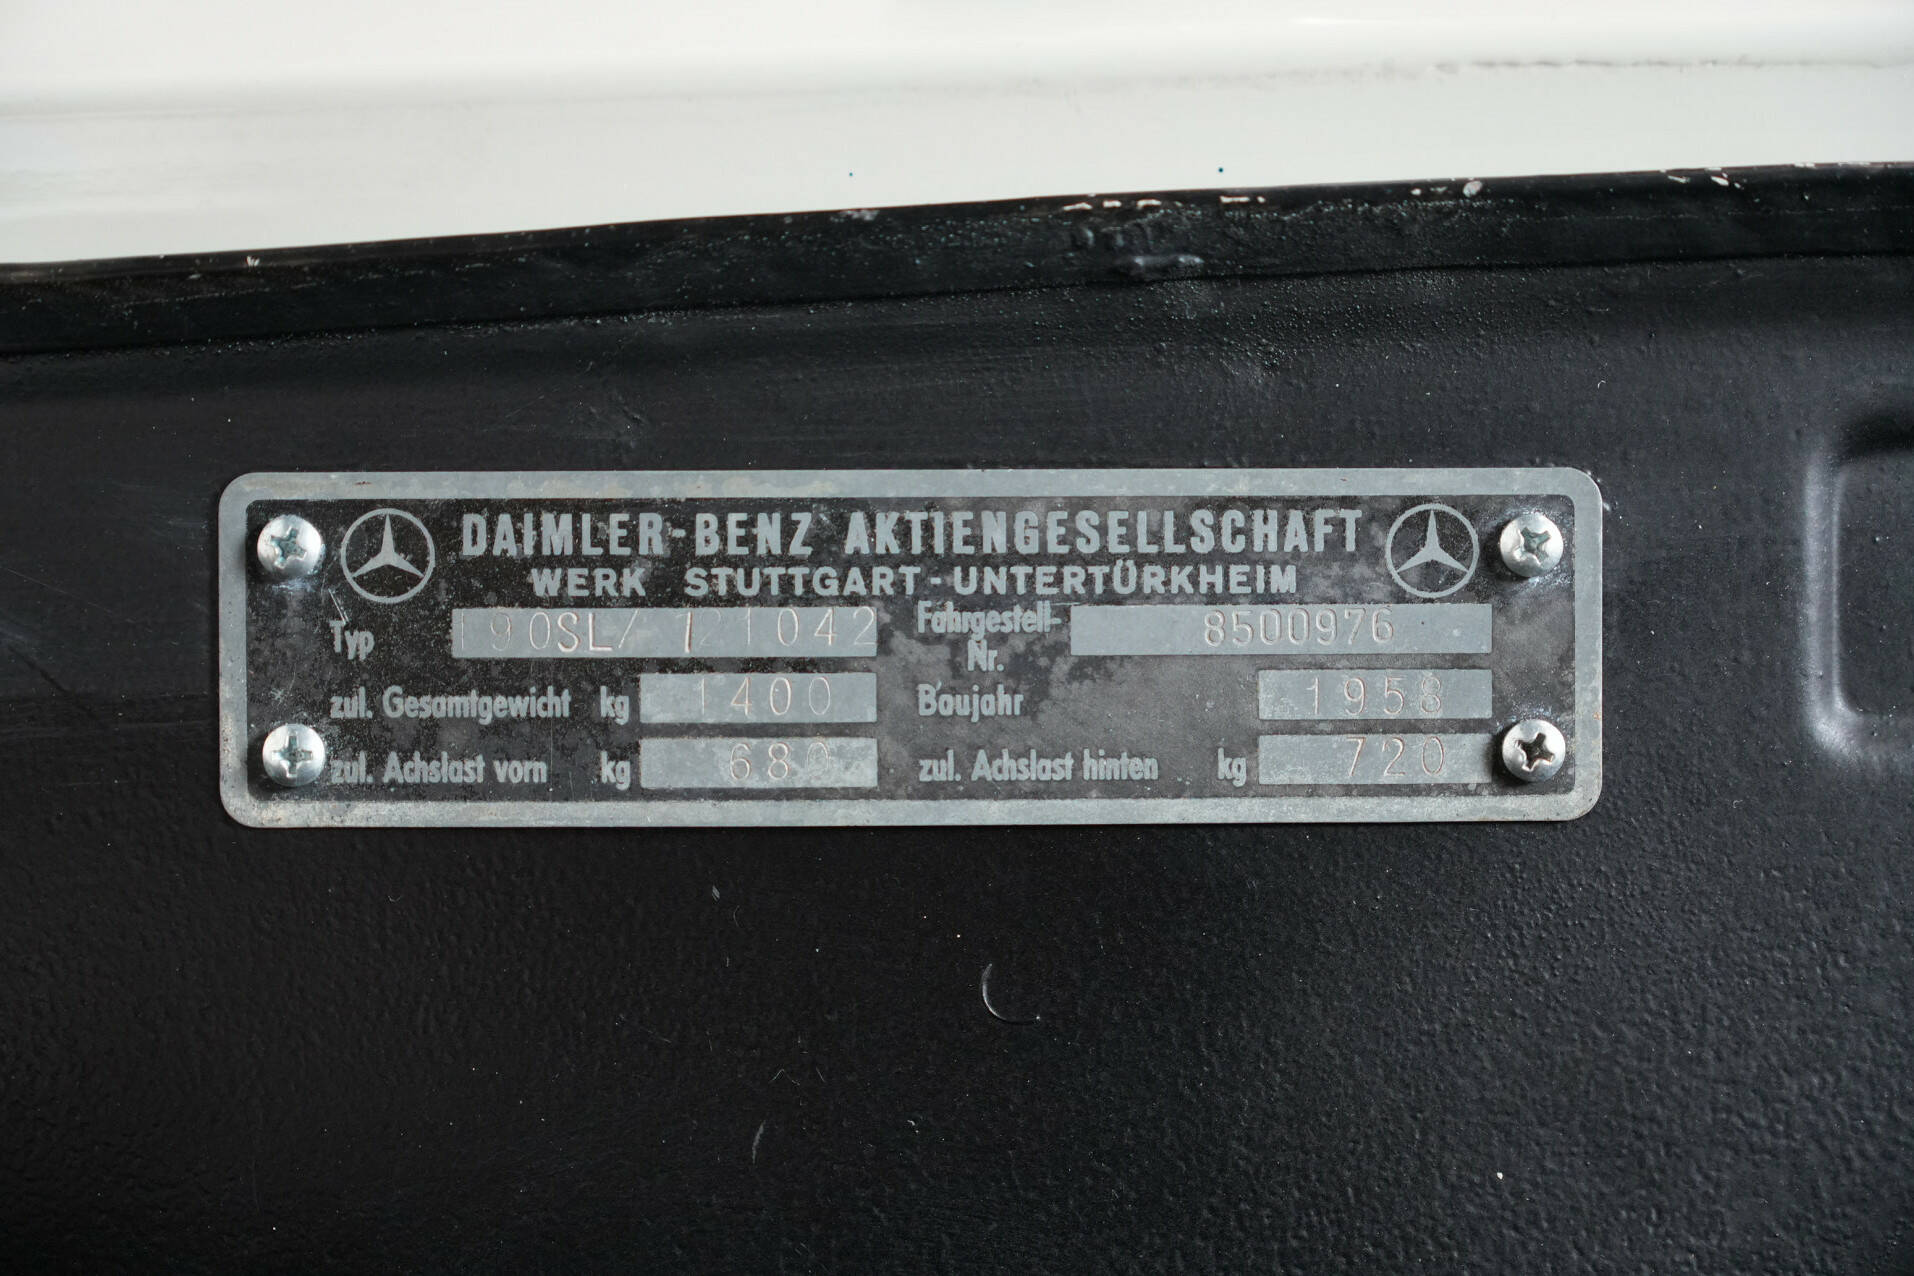 DAIMLER-BENZ AKTIENGESELLSCHAFT
WERK STUTTGART-UNTERTÜRKHEIM
Typ 190SL/ 121042 Fahrgestell-Nr. 8500976
zul. Gesamtgewicht kg 1400 Baujahr 1958
zul. Achslast vorn kg 680 zul. Achslast hinten kg 720